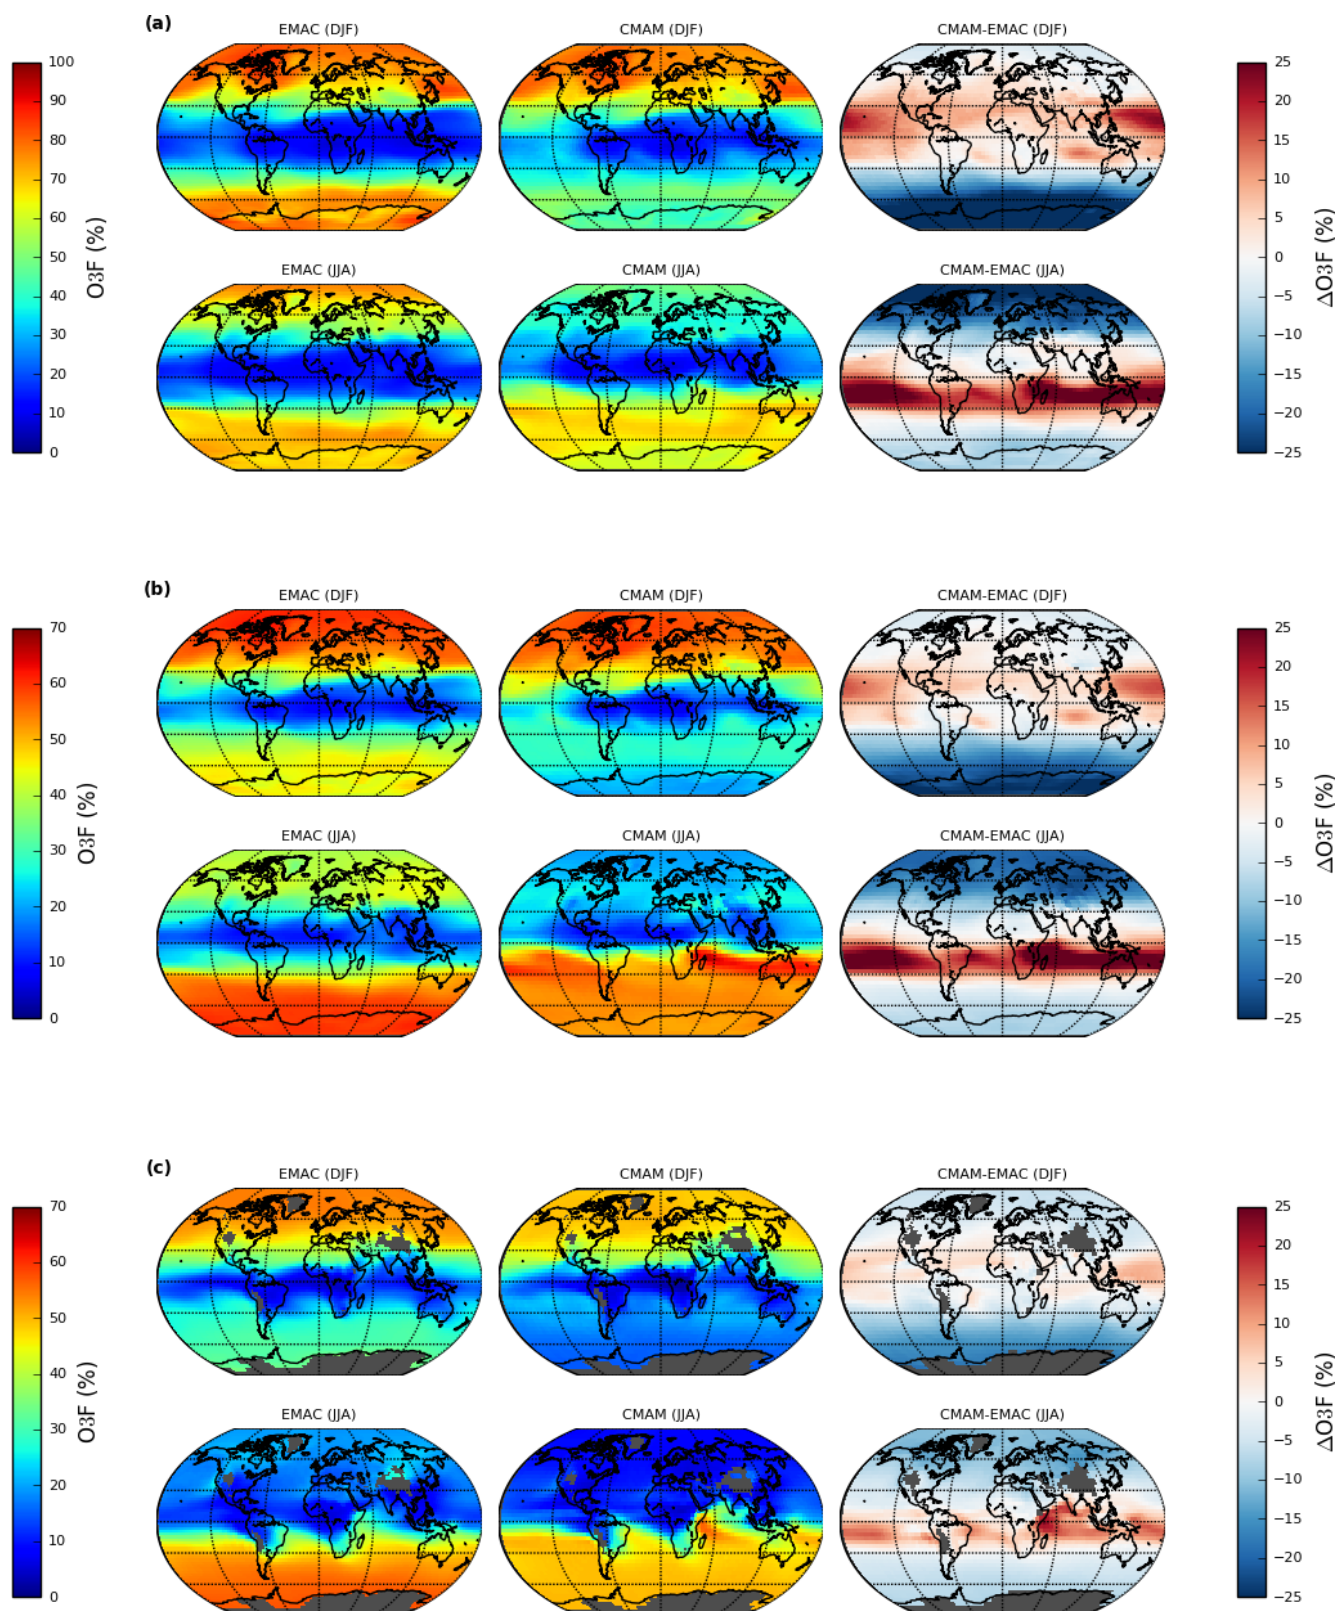 (a)
EMAC (DJF)
CMAM (DJF)
CMAM-EMAC (DJF)
100
90
80
70
60
50
40
30
20
10
0
O3F (%)
25
20
15
10
5
0
−5
−10
−15
−20
−25
ΔO3F (%)
EMAC (JJA)
CMAM (JJA)
CMAM-EMAC (JJA)
(b)
EMAC (DJF)
CMAM (DJF)
CMAM-EMAC (DJF)
70
60
50
40
30
20
10
0
O3F (%)
25
20
15
10
5
0
−5
−10
−15
−20
−25
ΔO3F (%)
EMAC (JJA)
CMAM (JJA)
CMAM-EMAC (JJA)
(c)
EMAC (DJF)
CMAM (DJF)
CMAM-EMAC (DJF)
70
60
50
40
30
20
10
0
O3F (%)
25
20
15
10
5
0
−5
−10
−15
−20
−25
ΔO3F (%)
EMAC (JJA)
CMAM (JJA)
CMAM-EMAC (JJA)